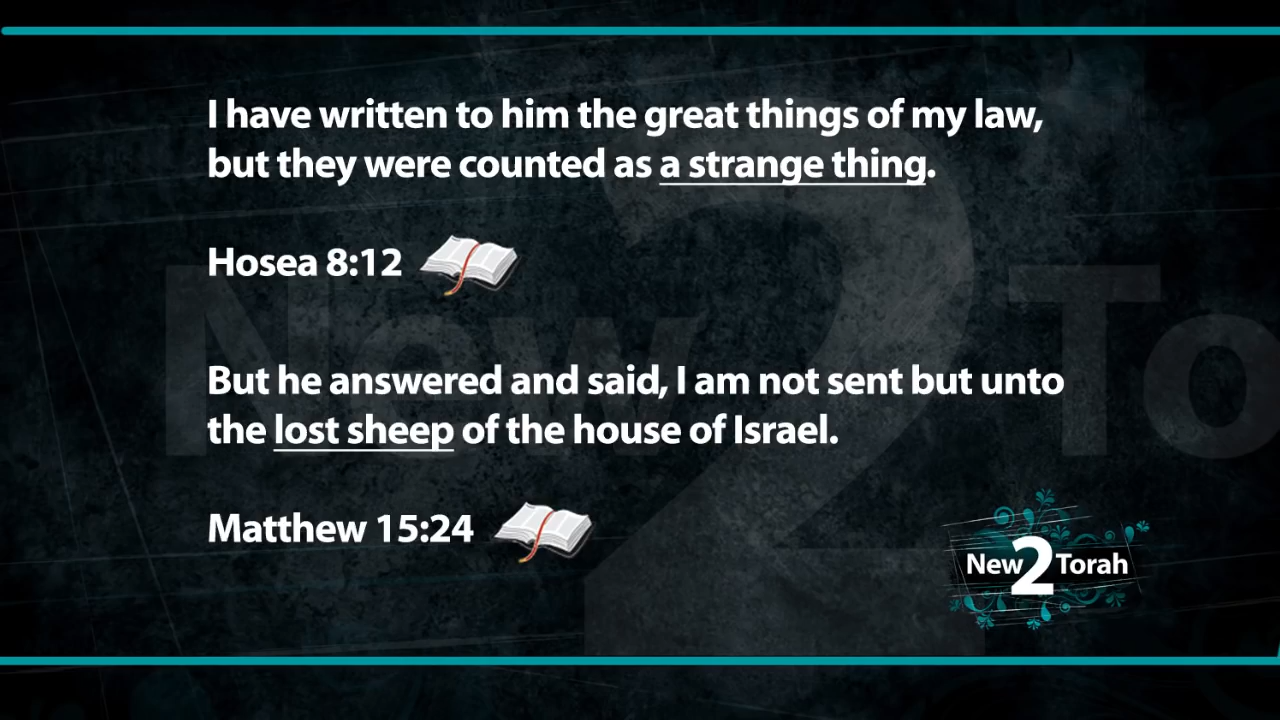 I have written to him the great things of my law,
but they were counted as a strange thing.
Hosea 8:12
But he answered and said, I am not sent but unto
the lost sheep of the house of Israel.
Matthew 15:24
New2Torah
New 2 To